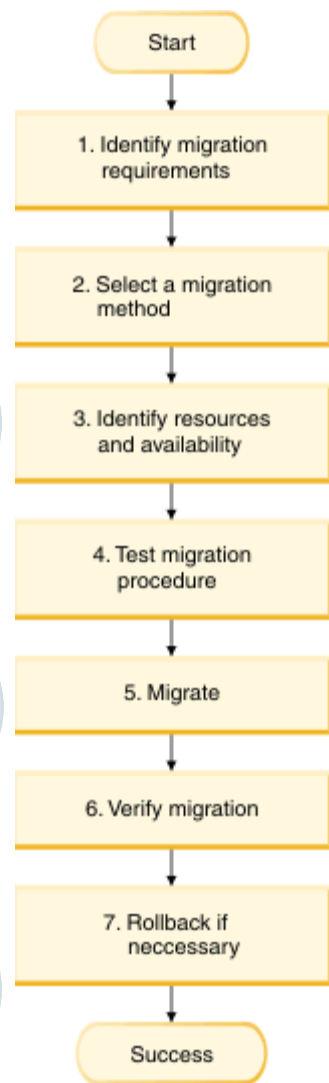 Start
1. Identify migration
requirements
2. Select a migration
method
3. Identify resources
and availability
4. Test migration
procedure
5. Migrate
6. Verify migration
7. Rollback if
neccessary
Success